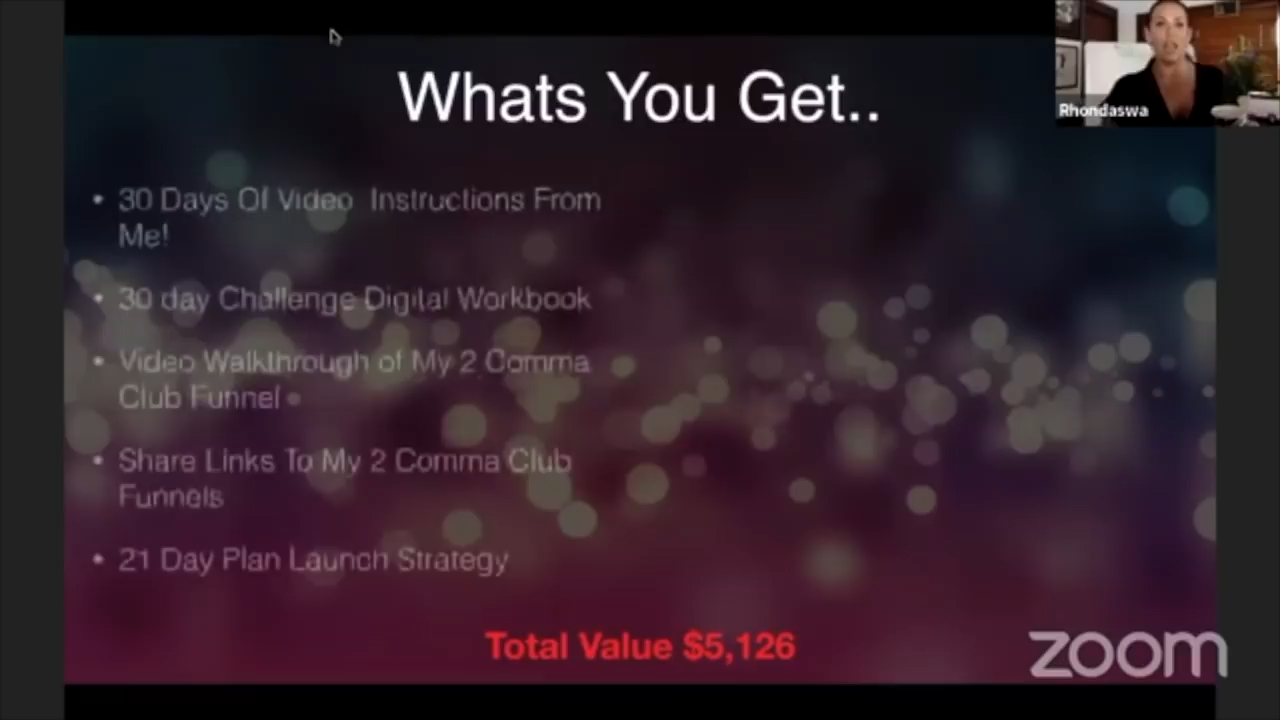 Whats You Get..
Rhondaswa
• 30 Days Of Video Instructions From
Me!
• 30 day Challenge Digital Workbook
• Video Walkthrough of My 2 Comma
Club Funnel
• Share Links To My 2 Comma Club
Funnels
• 21 Day Plan Launch Strategy
Total Value $5,126
zoom